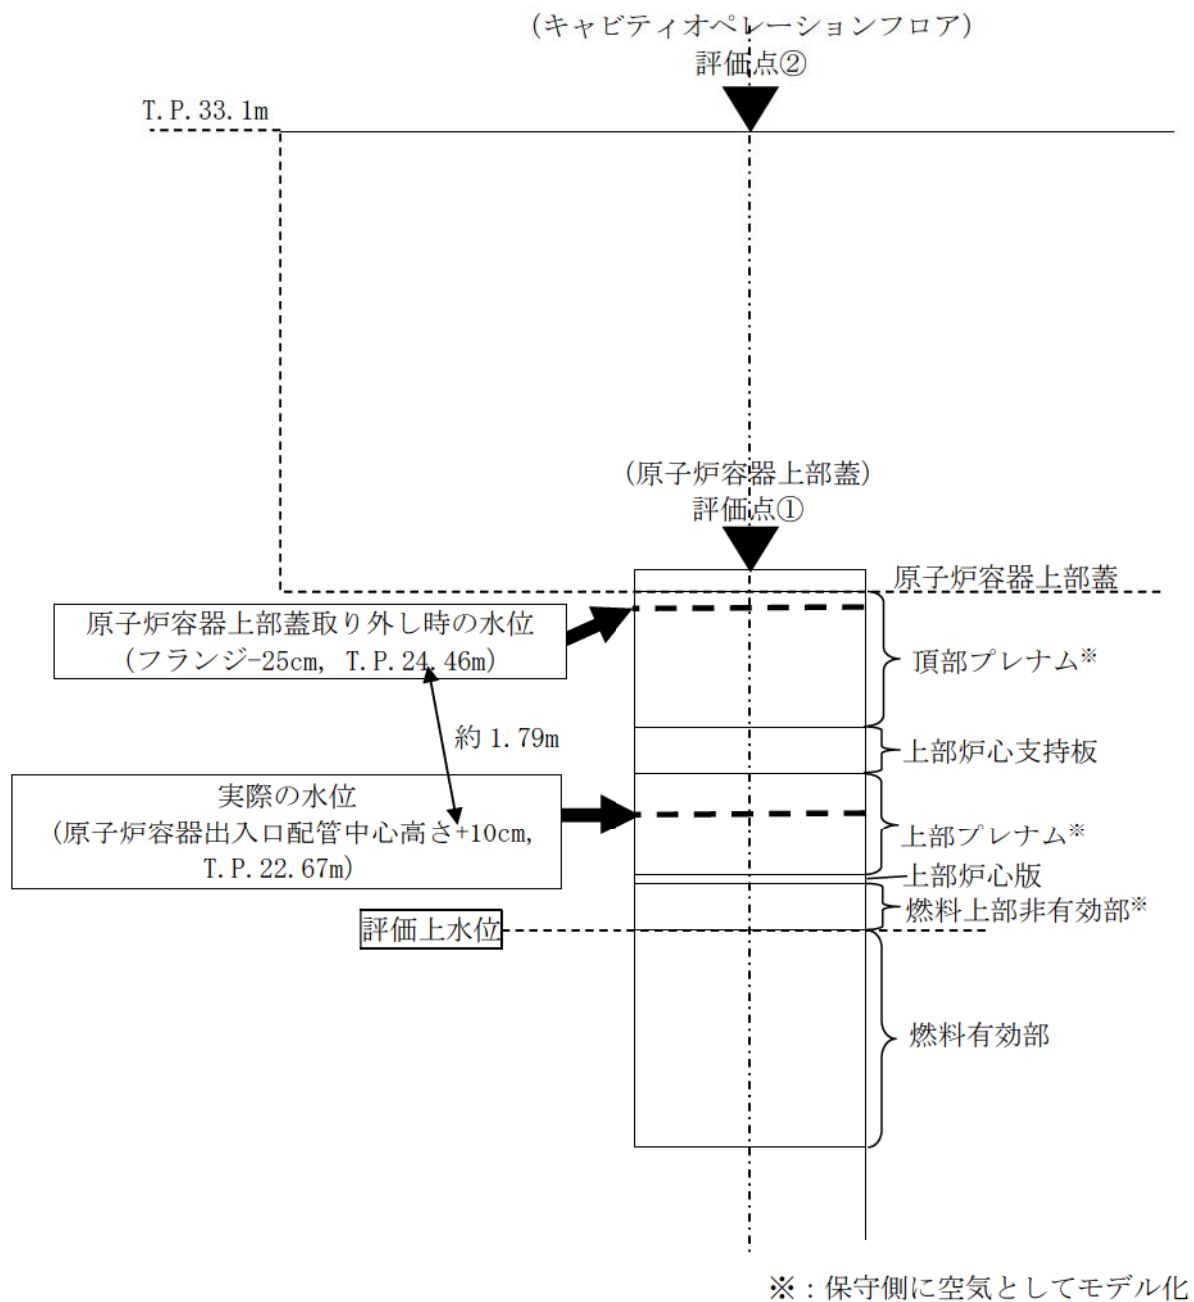 (キャビティオペレーションフロア)
評価点②
T.P.33.1m
(原子炉容器上部蓋)
評価点①
原子炉容器上部蓋
原子炉容器上部蓋取り外し時の水位
(フランジ-25cm, T.P.24.46m)
頂部プレナム※
約1.79m
上部炉心支持板
実際の水位
(原子炉容器出入口配管中心高さ+10cm,
T.P.22.67m)
上部プレナム※
上部炉心版
燃料上部非有効部※
評価上水位
燃料有効部
※：保守側に空気としてモデル化